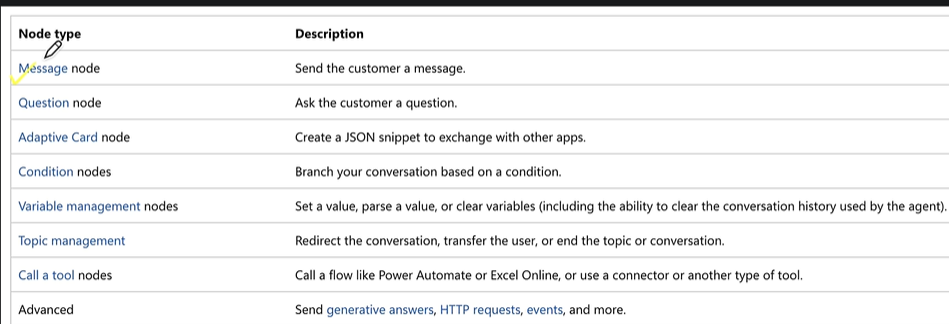 Node type Description
Message node Send the customer a message.
Question node Ask the customer a question.
Adaptive Card node Create a JSON snippet to exchange with other apps.
Condition nodes Branch your conversation based on a condition.
Variable management nodes Set a value, parse a value, or clear variables (including the ability to clear the conversation history used by the agent).
Topic management Redirect the conversation, transfer the user, or end the topic or conversation.
Call a tool nodes Call a flow like Power Automate or Excel Online, or use a connector or another type of tool.
Advanced Send generative answers, HTTP requests, events, and more.